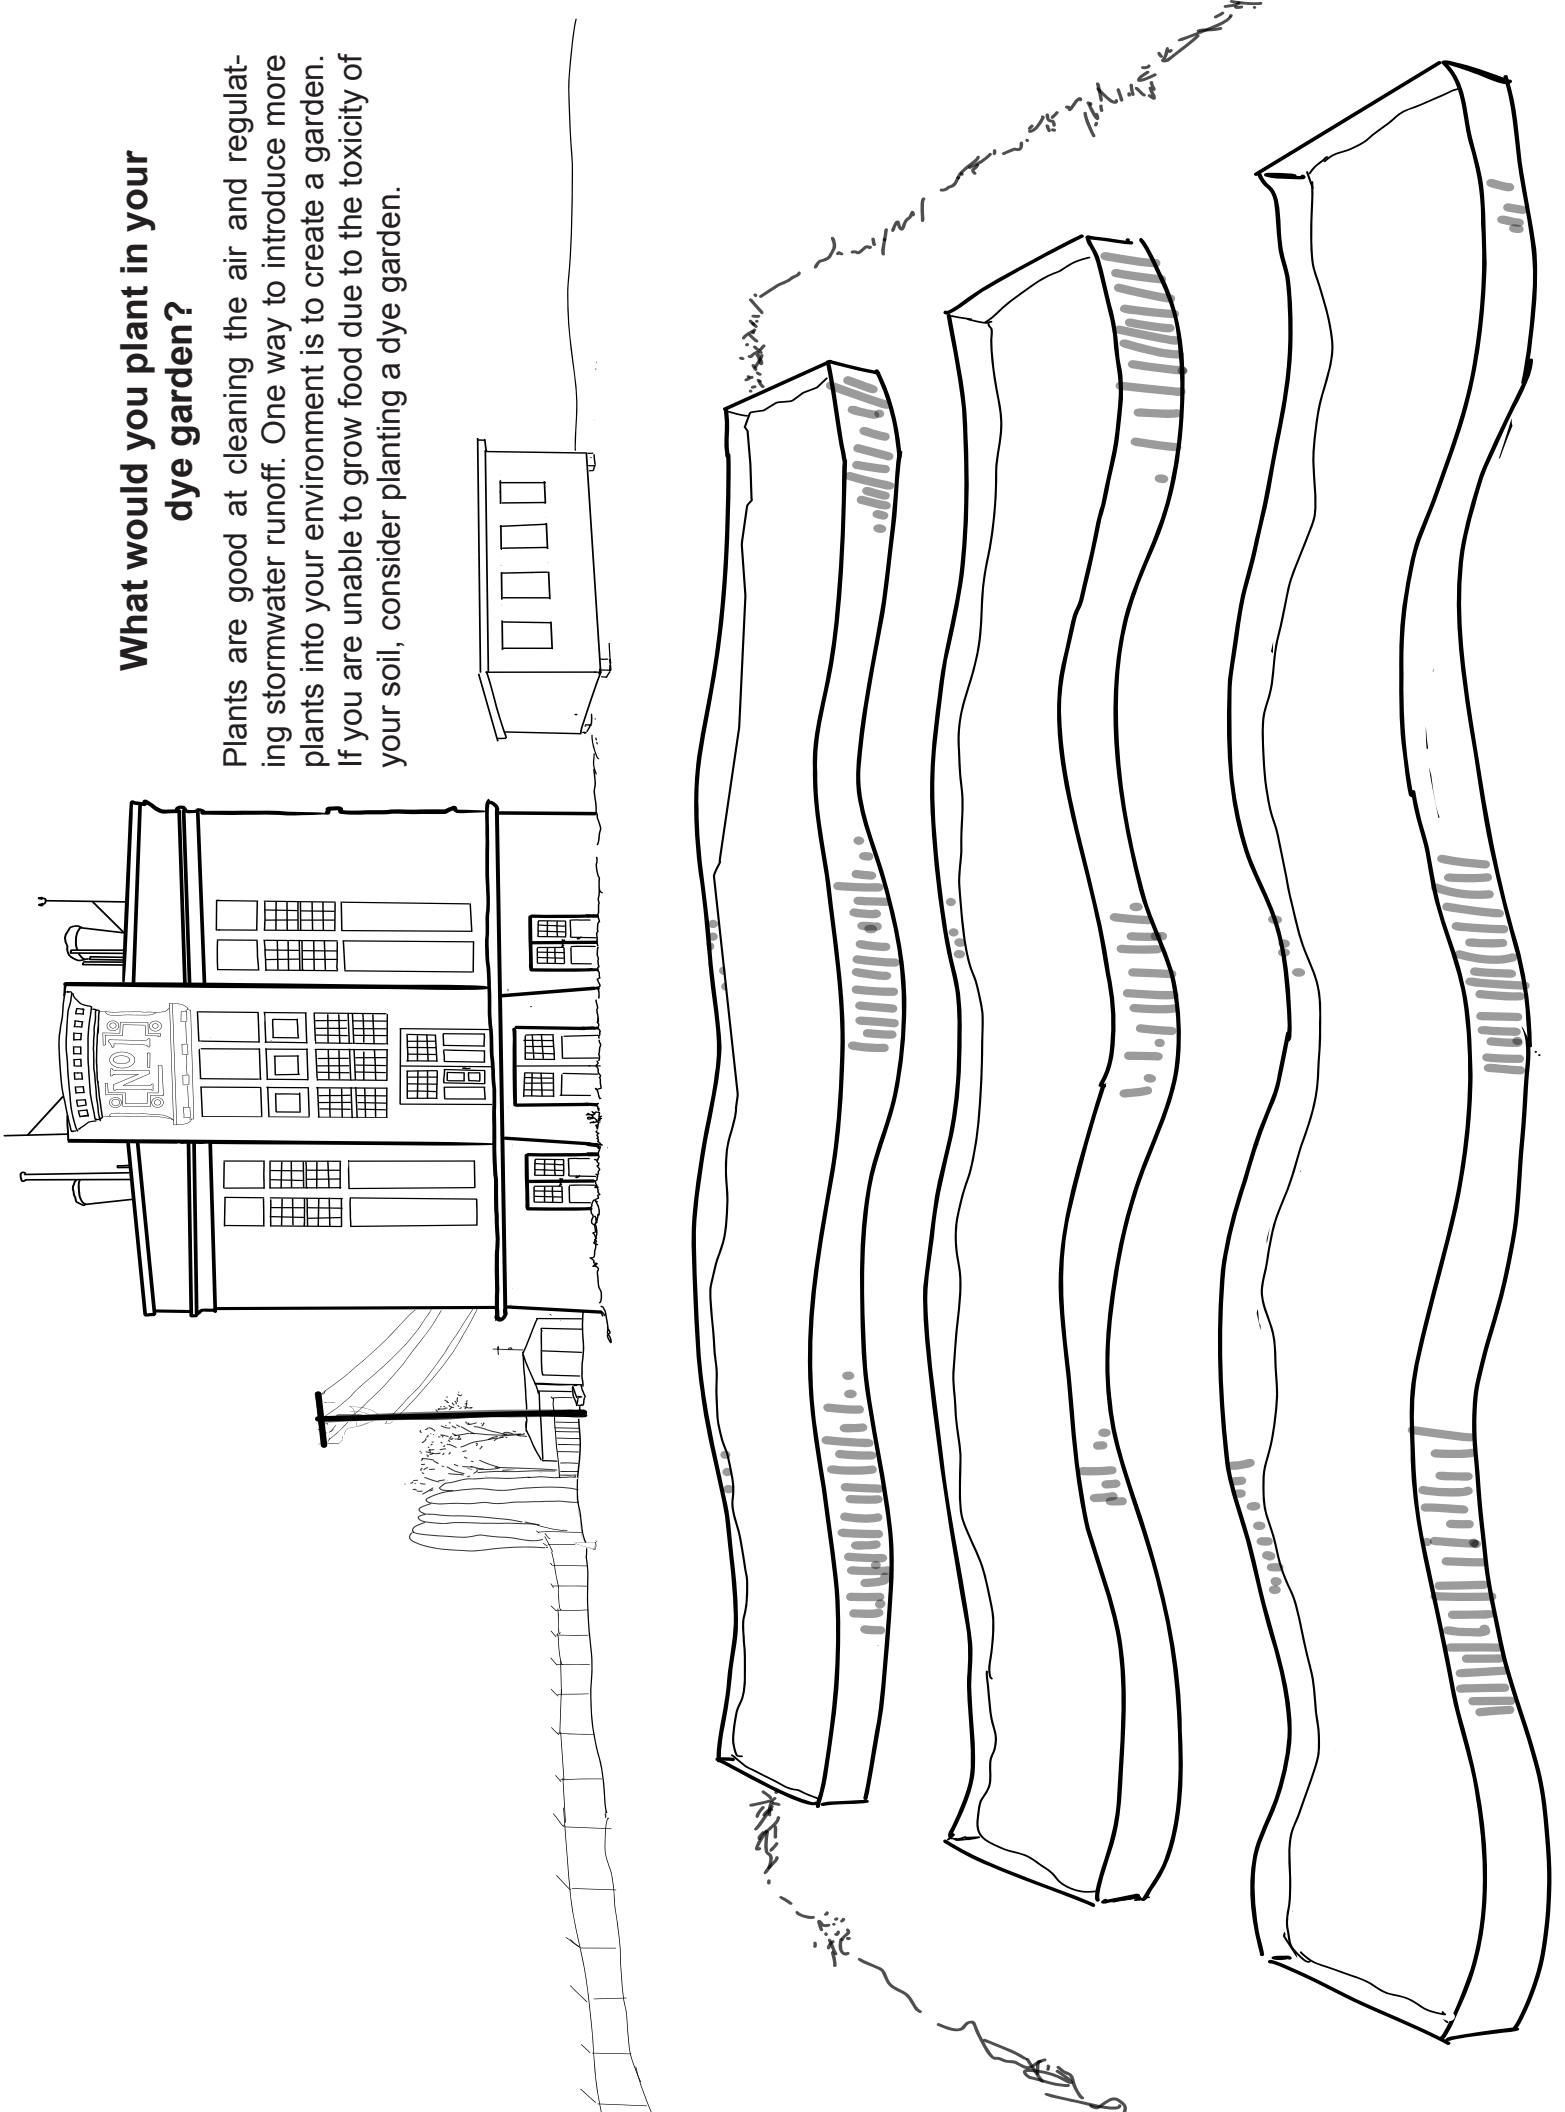 What would you plant in your
dye garden?
Plants are good at cleaning the air and regulat-
ing stormwater runoff. One way to introduce more
plants into your environment is to create a garden.
If you are unable to grow food due to the toxicity of
your soil, consider planting a dye garden.
NO1